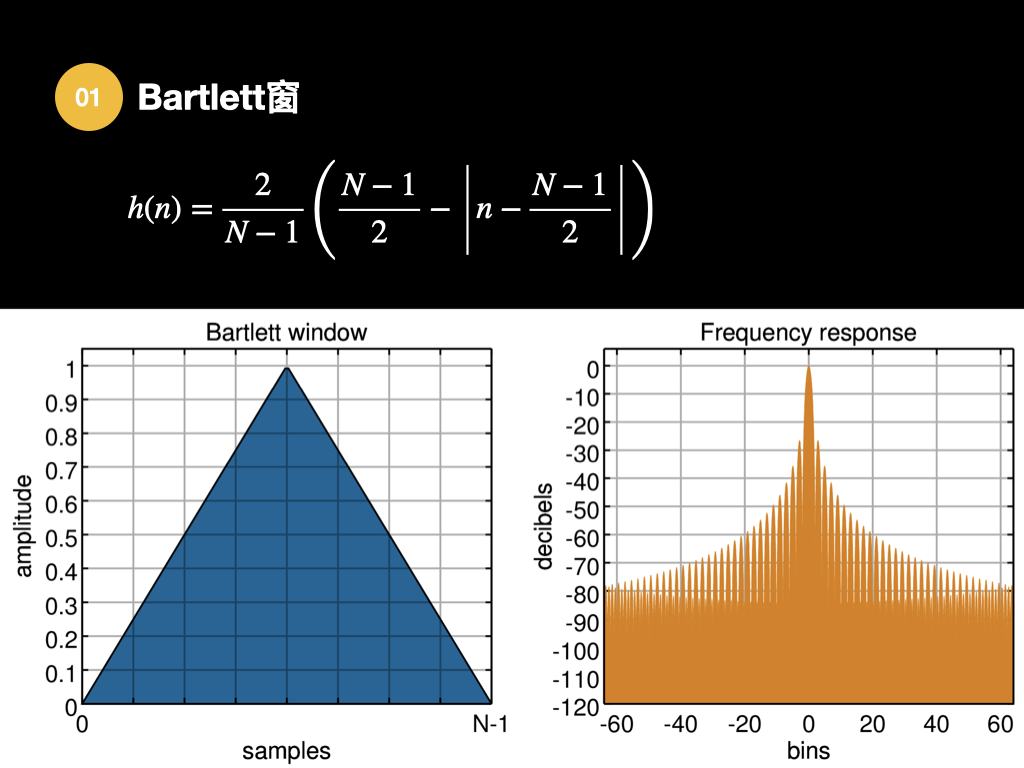 01 Bartlett窗
h(n) = 2/(N − 1) ( (N − 1)/2 − | n − (N − 1)/2 | )
Bartlett window
1
0.9
0.8
0.7
0.6
0.5
0.4
0.3
0.2
0.1
0
amplitude
0 N-1
samples
Frequency response
0
-10
-20
-30
-40
-50
-60
-70
-80
-90
-100
-110
-120
decibels
-60 -40 -20 0 20 40 60
bins